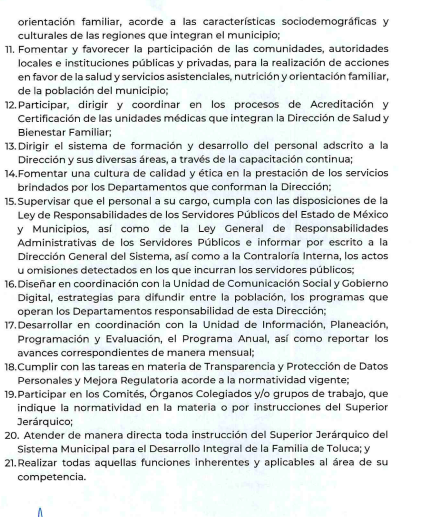 orientación familiar, acorde a las características sociodemográficas y
culturales de las regiones que integran el municipio;
11. Fomentar y favorecer la participación de las comunidades, autoridades
locales e instituciones públicas y privadas, para la realización de acciones
en favor de la salud y servicios asistenciales, nutrición y orientación familiar,
de la población del municipio;
12. Participar, dirigir y coordinar en los procesos de Acreditación y
Certificación de las unidades médicas que integran la Dirección de Salud y
Bienestar Familiar;
13. Dirigir el sistema de formación y desarrollo del personal adscrito a la
Dirección y sus diversas áreas, a través de la capacitación continua;
14. Fomentar una cultura de calidad y ética en la prestación de los servicios
brindados por los Departamentos que conforman la Dirección;
15. Supervisar que el personal a su cargo, cumpla con las disposiciones de la
Ley de Responsabilidades de los Servidores Públicos del Estado de México
y Municipios, así como de la Ley General de Responsabilidades
Administrativas de los Servidores Públicos e informar por escrito a la
Dirección General del Sistema, así como a la Contraloría Interna, los actos
u omisiones detectados en los que incurran los servidores públicos;
16. Diseñar en coordinación con la Unidad de Comunicación Social y Gobierno
Digital, estrategias para difundir entre la población, los programas que
operan los Departamentos responsabilidad de esta Dirección;
17. Desarrollar en coordinación con la Unidad de Información, Planeación,
Programación y Evaluación, el Programa Anual, así como reportar los
avances correspondientes de manera mensual;
18. Cumplir con las tareas en materia de Transparencia y Protección de Datos
Personales y Mejora Regulatoria acorde a la normatividad vigente;
19. Participar en los Comités, Órganos Colegiados y/o grupos de trabajo, que
indique la normatividad en la materia o por instrucciones del Superior
Jerárquico;
20. Atender de manera directa toda instrucción del Superior Jerárquico del
Sistema Municipal para el Desarrollo Integral de la Familia de Toluca; y
21. Realizar todas aquellas funciones inherentes y aplicables al área de su
competencia.